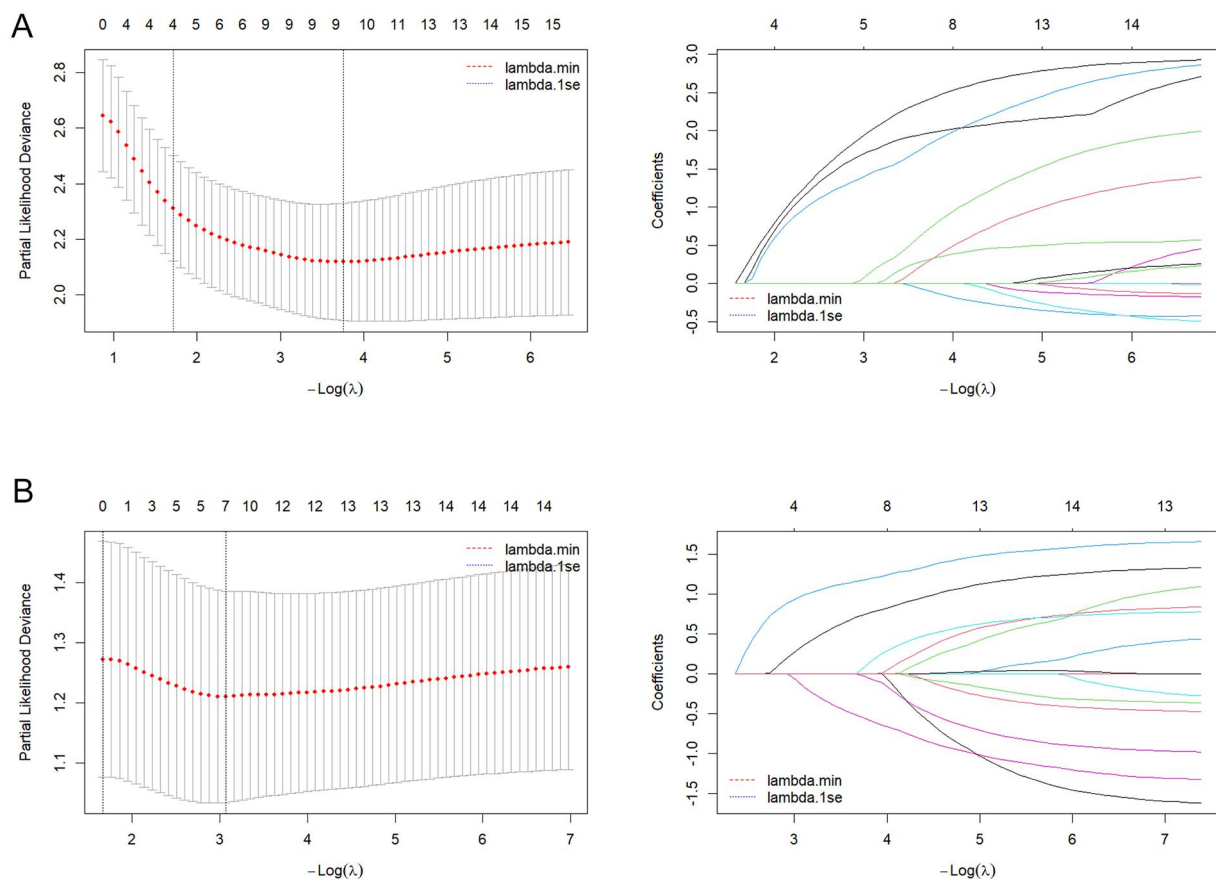 A
0 4 4 4 5 6 6 9 9 9 10 11 13 13 15 15
Partial Likelihood Deviance
2.8
2.6
2.4
2.2
2.0
lambda.min
lambda.1se
1 2 3 4 5 6
−Log(λ)
4 5 8 13 14
Coefficients
3.0
2.5
2.0
1.5
1.0
0.5
0.0
-0.5
lambda.min
lambda.1se
2 3 4 5 6
−Log(λ)
B
0 1 3 5 5 7 10 12 12 13 13 13 14 14 14 14
Partial Likelihood Deviance
1.4
1.3
1.2
1.1
lambda.min
lambda.1se
2 3 4 5 6 7
−Log(λ)
4 8 13 14 13
Coefficients
1.5
1.0
0.5
0.0
-0.5
-1.0
-1.5
lambda.min
lambda.1se
3 4 5 6 7
−Log(λ)